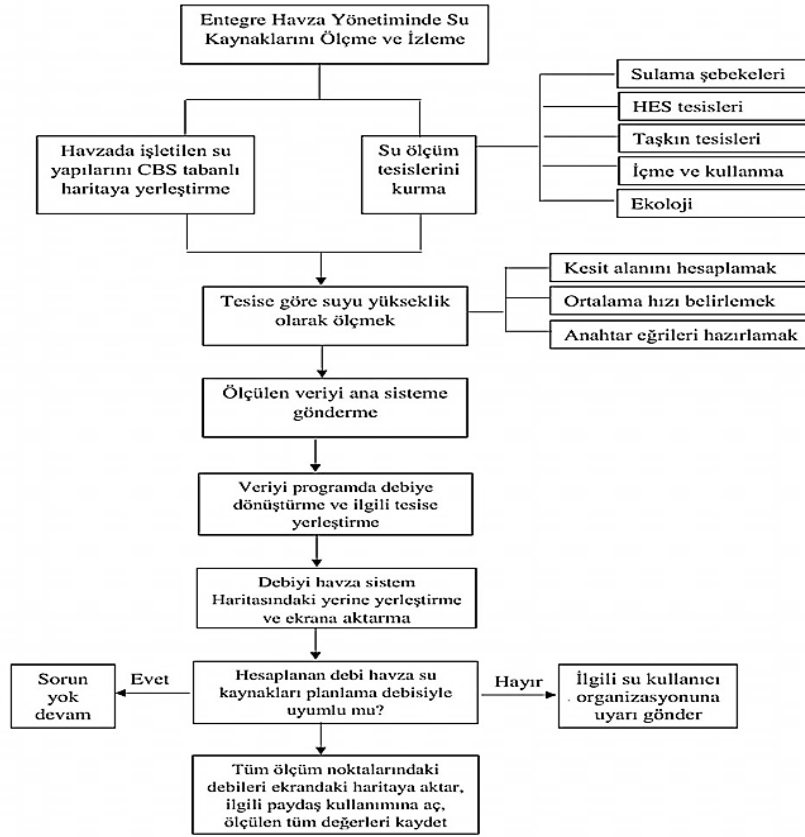 Entegre Havza Yönetiminde Su
Kaynaklarını Ölçme ve İzleme
Sulama şebekeleri
HES tesisleri
Taşkın tesisleri
İçme ve kullanma
Ekoloji
Havzada işletilen su
yapılarını CBS tabanlı
haritaya yerleştirme
Su ölçüm
tesislerini
kurma
Kesit alanını hesaplamak
Ortalama hızı belirlemek
Anahtar eğrileri hazırlamak
Tesise göre suyu yükseklik
olarak ölçmek
Ölçülen veriyi ana sisteme
gönderme
Veriyi programda debiye
dönüştürme ve ilgili tesise
yerleştirme
Debiyi havza sistem
Haritasındaki yerine yerleştirme
ve ekrana aktarma
Sorun
yok
devam
Evet
Hesaplanan debi havza su
kaynakları planlama debisiyle
uyumlu mu?
Hayır
İlgili su kullanıcı
organizasyonuna
uyarı gönder
Tüm ölçüm noktalarındaki
debileri ekrandaki haritaya aktar,
ilgili paydaş kullanımına aç,
ölçülen tüm değerleri kaydet